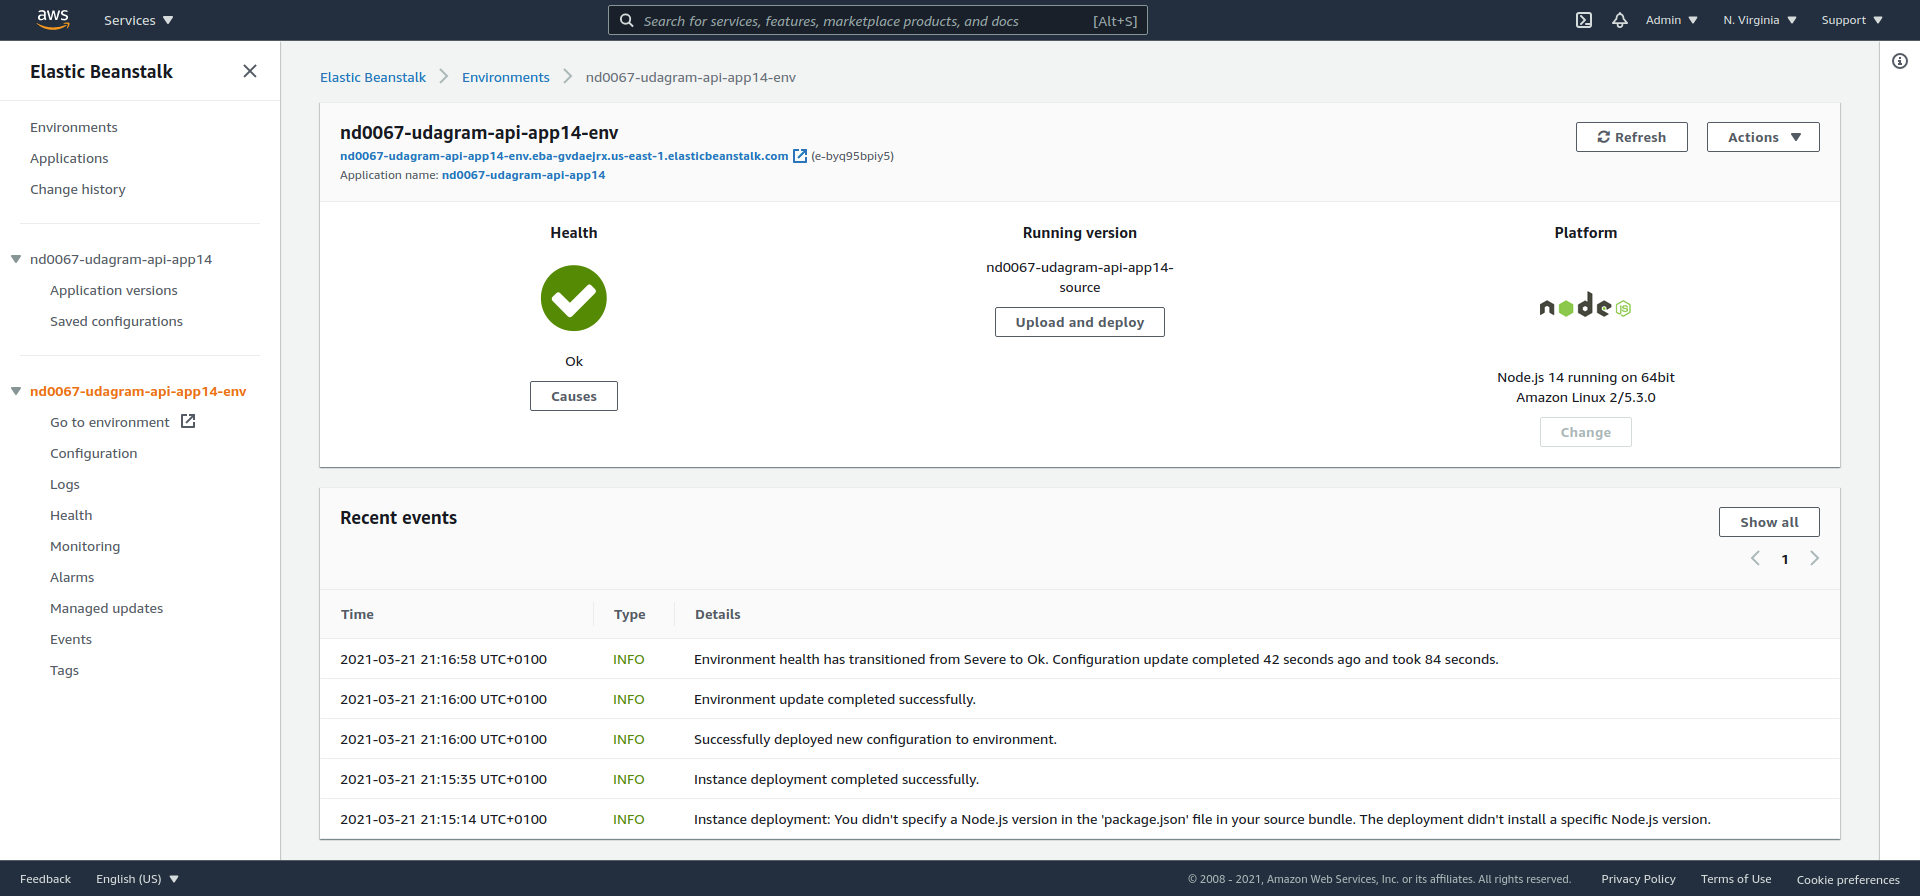 aws
Services
Search for services, features, marketplace products, and docs
[Alt+S]
Admin
N. Virginia
Support
Elastic Beanstalk
Environments
Applications
Change history
nd0067-udagram-api-app14
Application versions
Saved configurations
nd0067-udagram-api-app14-env
Go to environment
Configuration
Logs
Health
Monitoring
Alarms
Managed updates
Events
Tags
Elastic Beanstalk
Environments
nd0067-udagram-api-app14-env
nd0067-udagram-api-app14-env
nd0067-udagram-api-app14-env.eba-gvdaejrx.us-east-1.elasticbeanstalk.com (e-byq95bpiy5)
Application name: nd0067-udagram-api-app14
Refresh
Actions
Health
Ok
Causes
Running version
nd0067-udagram-api-app14-
source
Upload and deploy
Platform
node JS
Node.js 14 running on 64bit
Amazon Linux 2/5.3.0
Change
Recent events
Show all
1
Time Type Details
2021-03-21 21:16:58 UTC+0100 INFO Environment health has transitioned from Severe to Ok. Configuration update completed 42 seconds ago and took 84 seconds.
2021-03-21 21:16:00 UTC+0100 INFO Environment update completed successfully.
2021-03-21 21:16:00 UTC+0100 INFO Successfully deployed new configuration to environment.
2021-03-21 21:15:35 UTC+0100 INFO Instance deployment completed successfully.
2021-03-21 21:15:14 UTC+0100 INFO Instance deployment: You didn't specify a Node.js version in the 'package.json' file in your source bundle. The deployment didn't install a specific Node.js version.
Feedback
English (US)
© 2008 - 2021, Amazon Web Services, Inc. or its affiliates. All rights reserved.
Privacy Policy
Terms of Use
Cookie preferences